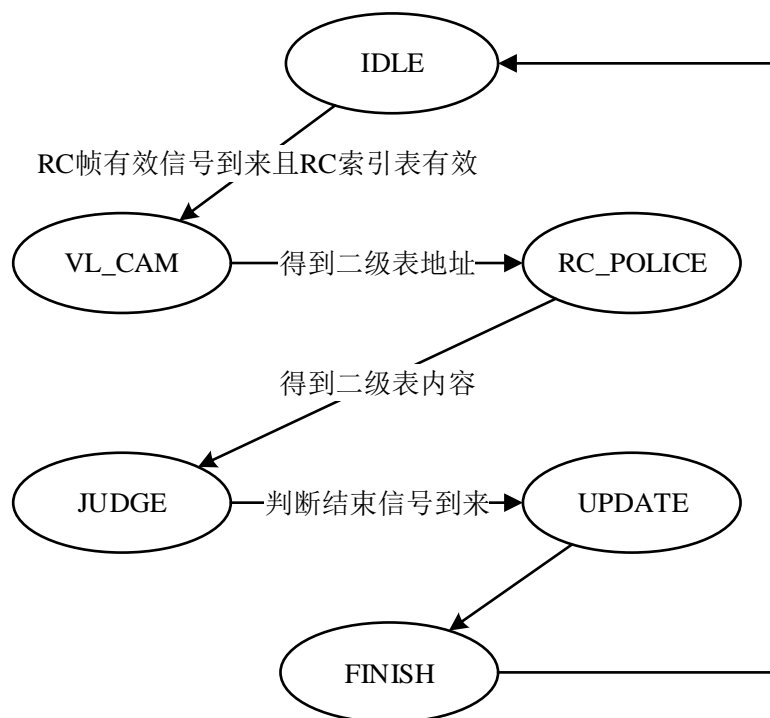 IDLE
RC帧有效信号到来且RC索引表有效
VL_CAM
得到二级表地址
RC_POLICE
得到二级表内容
JUDGE
判断结束信号到来
UPDATE
FINISH